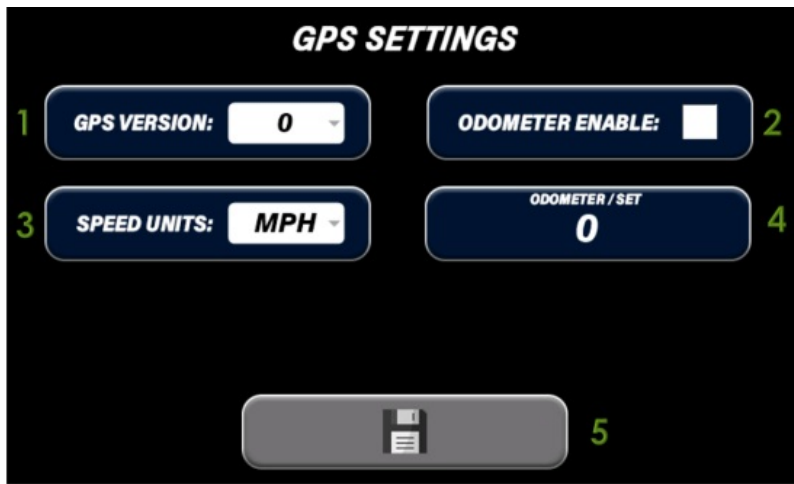 GPS SETTINGS
1 GPS VERSION: 0
ODOMETER ENABLE: 2
3 SPEED UNITS: MPH
ODOMETER / SET
0 4
5